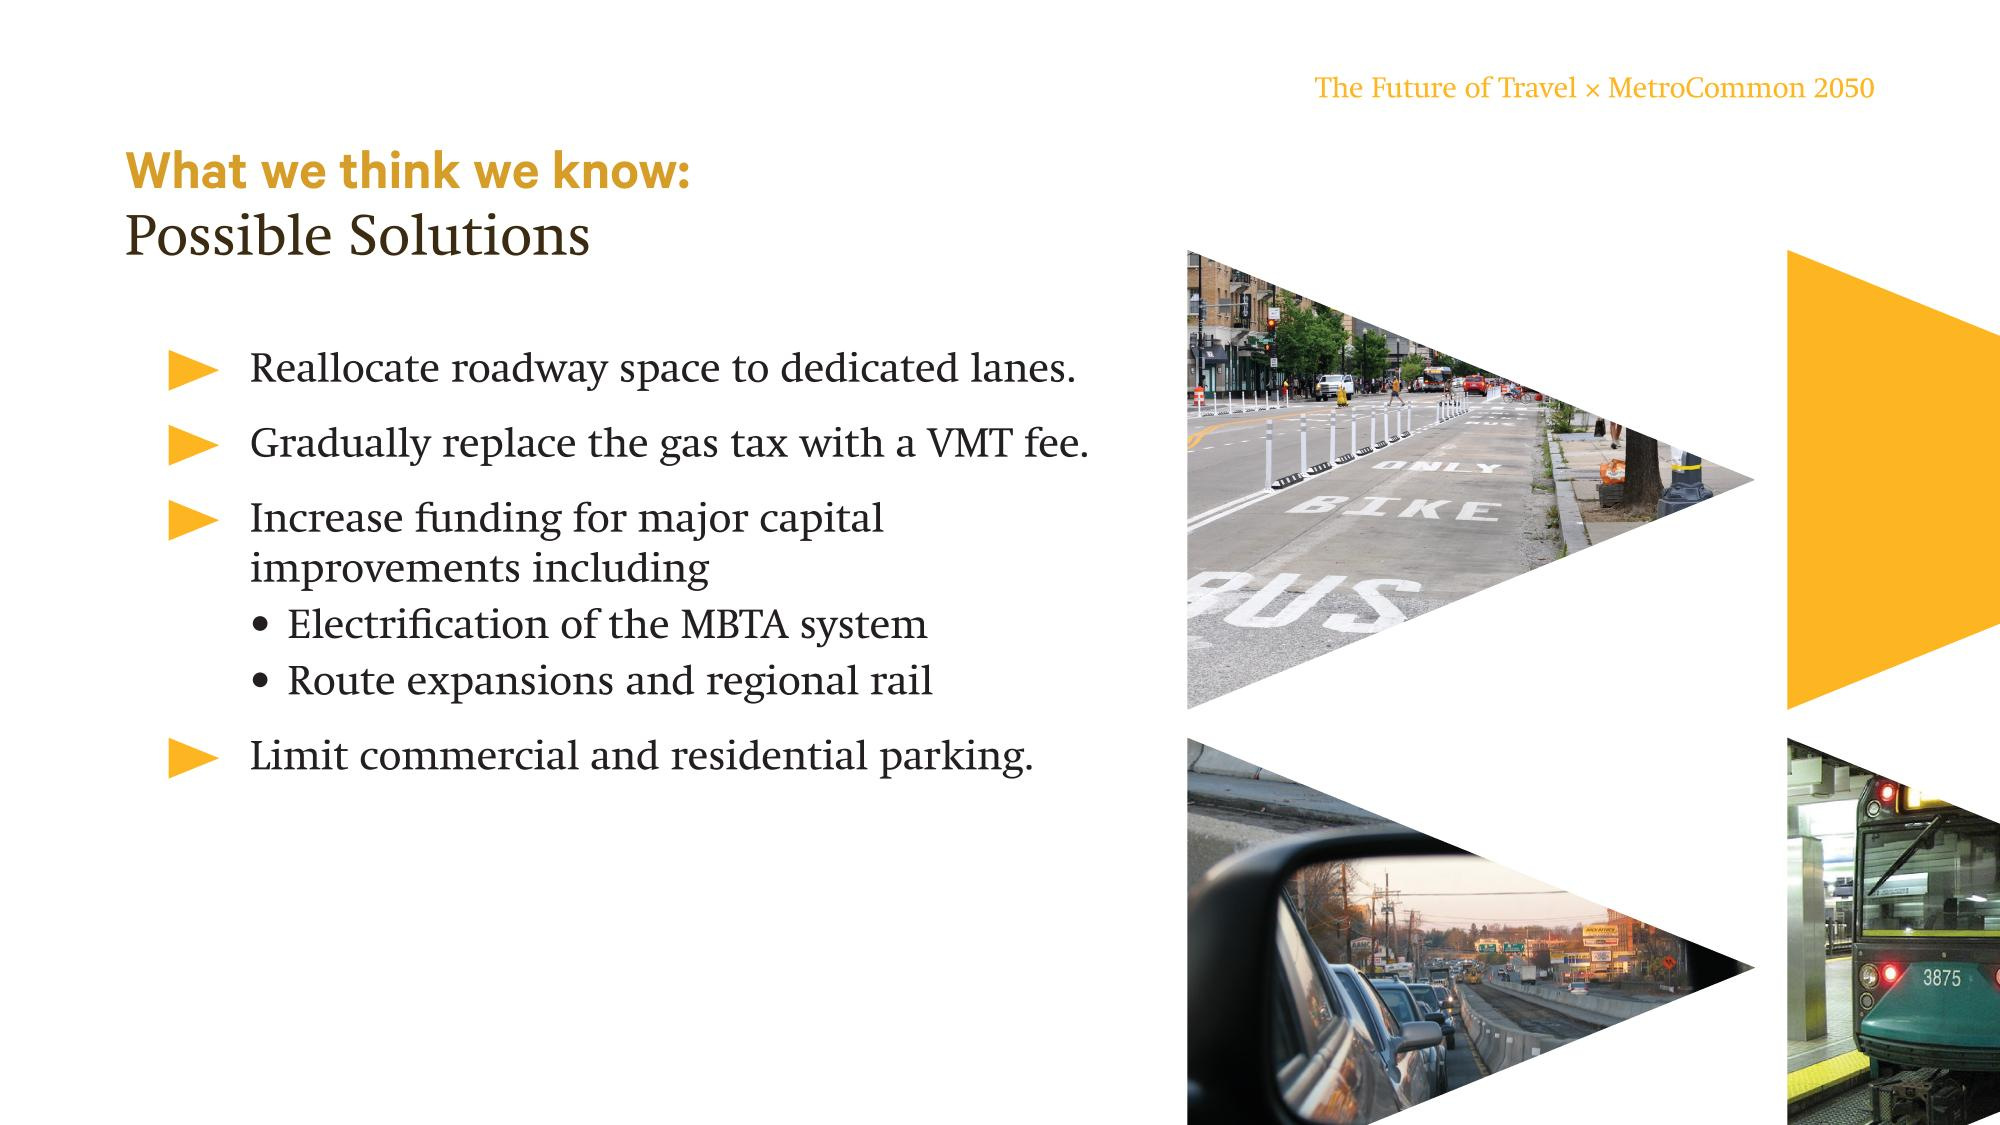 The Future of Travel × MetroCommon 2050
What we think we know:
Possible Solutions
Reallocate roadway space to dedicated lanes.
Gradually replace the gas tax with a VMT fee.
Increase funding for major capital
improvements including
• Electrification of the MBTA system
• Route expansions and regional rail
Limit commercial and residential parking.
ONLY
BIKE
BUS
3875